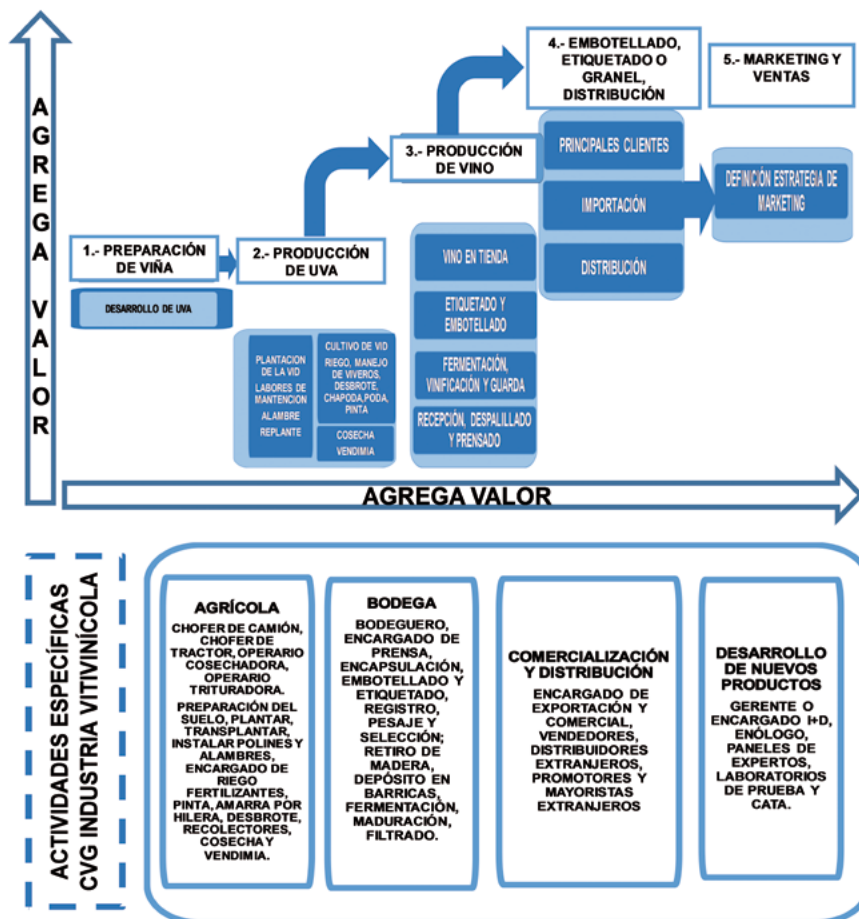 AGREGA VALOR
4.- EMBOTELLADO,
ETIQUETADO O
GRANEL,
DISTRIBUCIÓN
5.- MARKETING Y
VENTAS
3.- PRODUCCIÓN
DE VINO
PRINCIPALES CLIENTES
IMPORTACIÓN
DISTRIBUCIÓN
DEFINICIÓN ESTRATEGIA DE
MARKETING
1.- PREPARACIÓN
DE VIÑA
2.- PRODUCCIÓN
DE UVA
DESARROLLO DE UVA
PLANTACION
DE LA VID
LABORES DE
MANTENCION
ALAMBRE
REPLANTE
CULTIVO DE VID
RIEGO, MANEJO
DE VIVEROS,
DESBROTE,
CHAPODA,PODA,
PINTA
COSECHA
VENDIMIA
VINO EN TIENDA
ETIQUETADO Y
EMBOTELLADO
FERMENTACIÓN,
VINIFICACIÓN Y GUARDA
RECEPCIÓN, DESPALILLADO
Y PRENSADO
AGREGA VALOR
ACTIVIDADES ESPECÍFICAS
CVG INDUSTRIA VITIVINÍCOLA
AGRÍCOLA
CHOFER DE CAMIÓN,
CHOFER DE
TRACTOR, OPERARIO
COSECHADORA,
OPERARIO
TRITURADORA.
PREPARACIÓN DEL
SUELO, PLANTAR,
TRANSPLANTAR,
INSTALAR POLINES Y
ALAMBRES,
ENCARGADO DE
RIEGO
FERTILIZANTES,
PINTA, AMARRA POR
HILERA, DESBROTE,
RECOLECTORES,
COSECHA Y
VENDIMIA.
BODEGA
BODEGUERO,
ENCARGADO DE
PRENSA,
ENCAPSULACIÓN,
EMBOTELLADO Y
ETIQUETADO,
REGISTRO,
PESAJE Y
SELECCIÓN;
RETIRO DE
MADERA,
DEPÓSITO EN
BARRICAS,
FERMENTACIÓN,
MADURACIÓN,
FILTRADO.
COMERCIALIZACIÓN
Y DISTRIBUCIÓN
ENCARGADO DE
EXPORTACIÓN Y
COMERCIAL,
VENDEDORES,
DISTRIBUIDORES
EXTRANJEROS,
PROMOTORES Y
MAYORISTAS
EXTRANJEROS
DESARROLLO
DE NUEVOS
PRODUCTOS
GERENTE O
ENCARGADO I+D,
ENÓLOGO,
PANELES DE
EXPERTOS,
LABORATORIOS
DE PRUEBA Y
CATA.